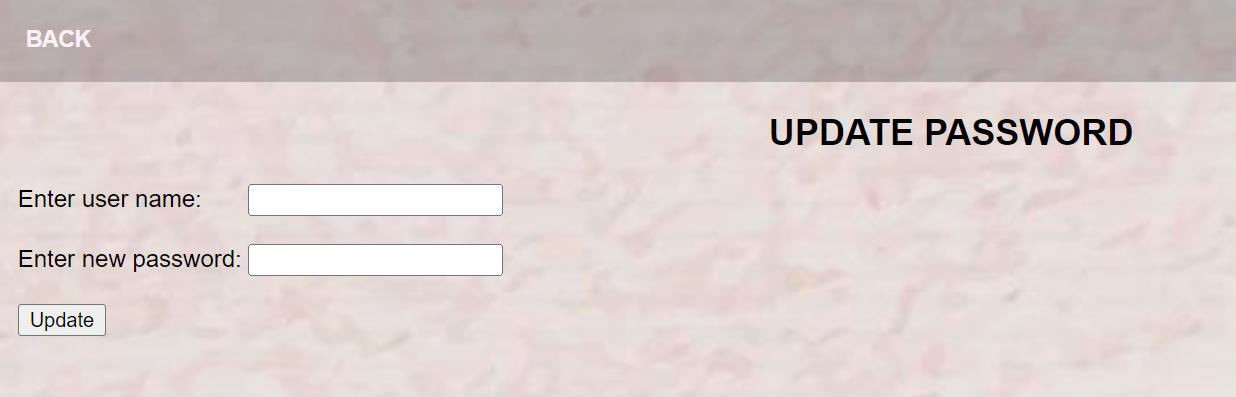 BACK
UPDATE PASSWORD
Enter user name:
Enter new password:
Update